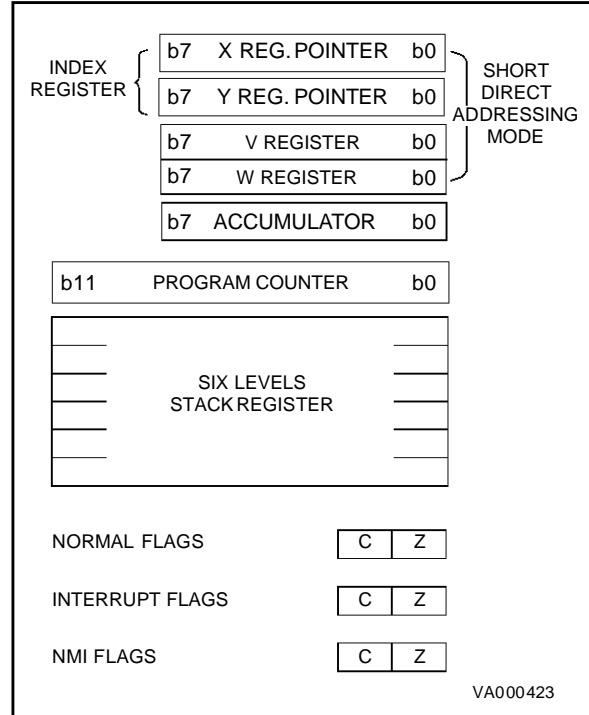 INDEX
REGISTER
b7 X REG. POINTER b0
b7 Y REG. POINTER b0
SHORT
DIRECT
ADDRESSING
MODE
b7 V REGISTER b0
b7 W REGISTER b0
b7 ACCUMULATOR b0
b11 PROGRAM COUNTER b0
SIX LEVELS
STACK REGISTER
NORMAL FLAGS C Z
INTERRUPT FLAGS C Z
NMI FLAGS C Z
VA000423